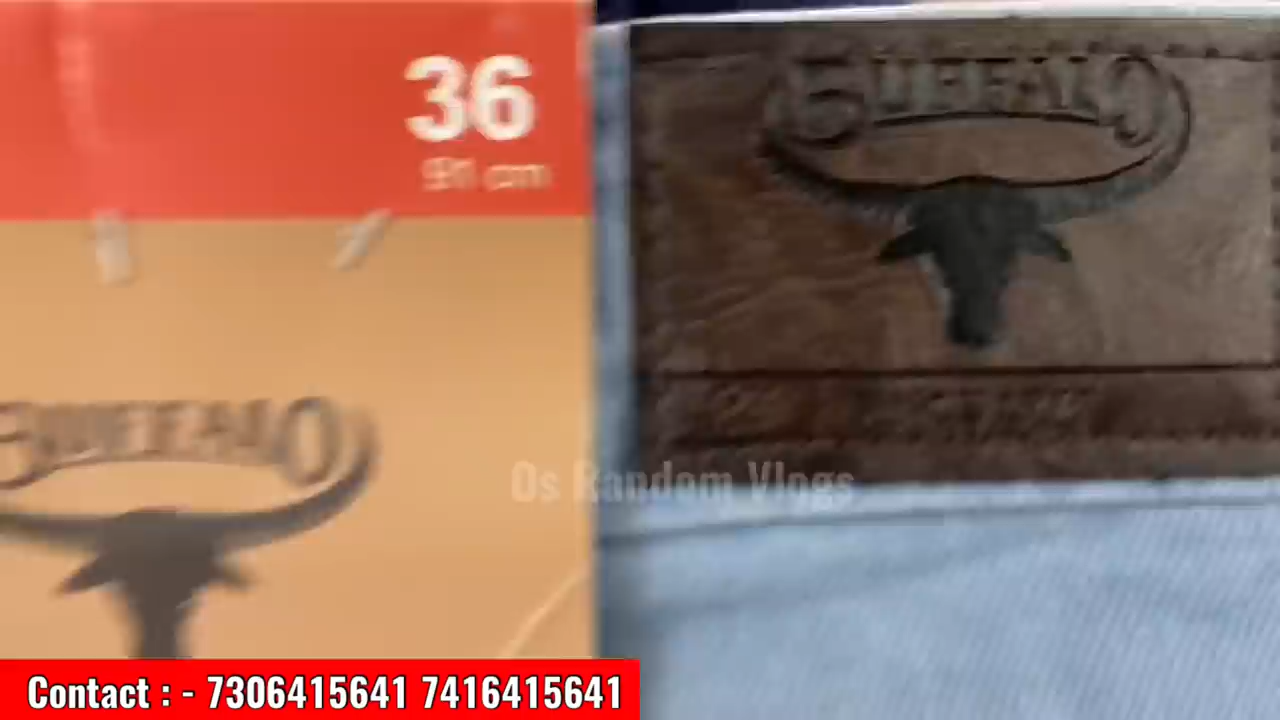 36
91 cm
BUFFALO
BUFFALO
Os Random Vlogs
Contact : - 7306415641 7416415641